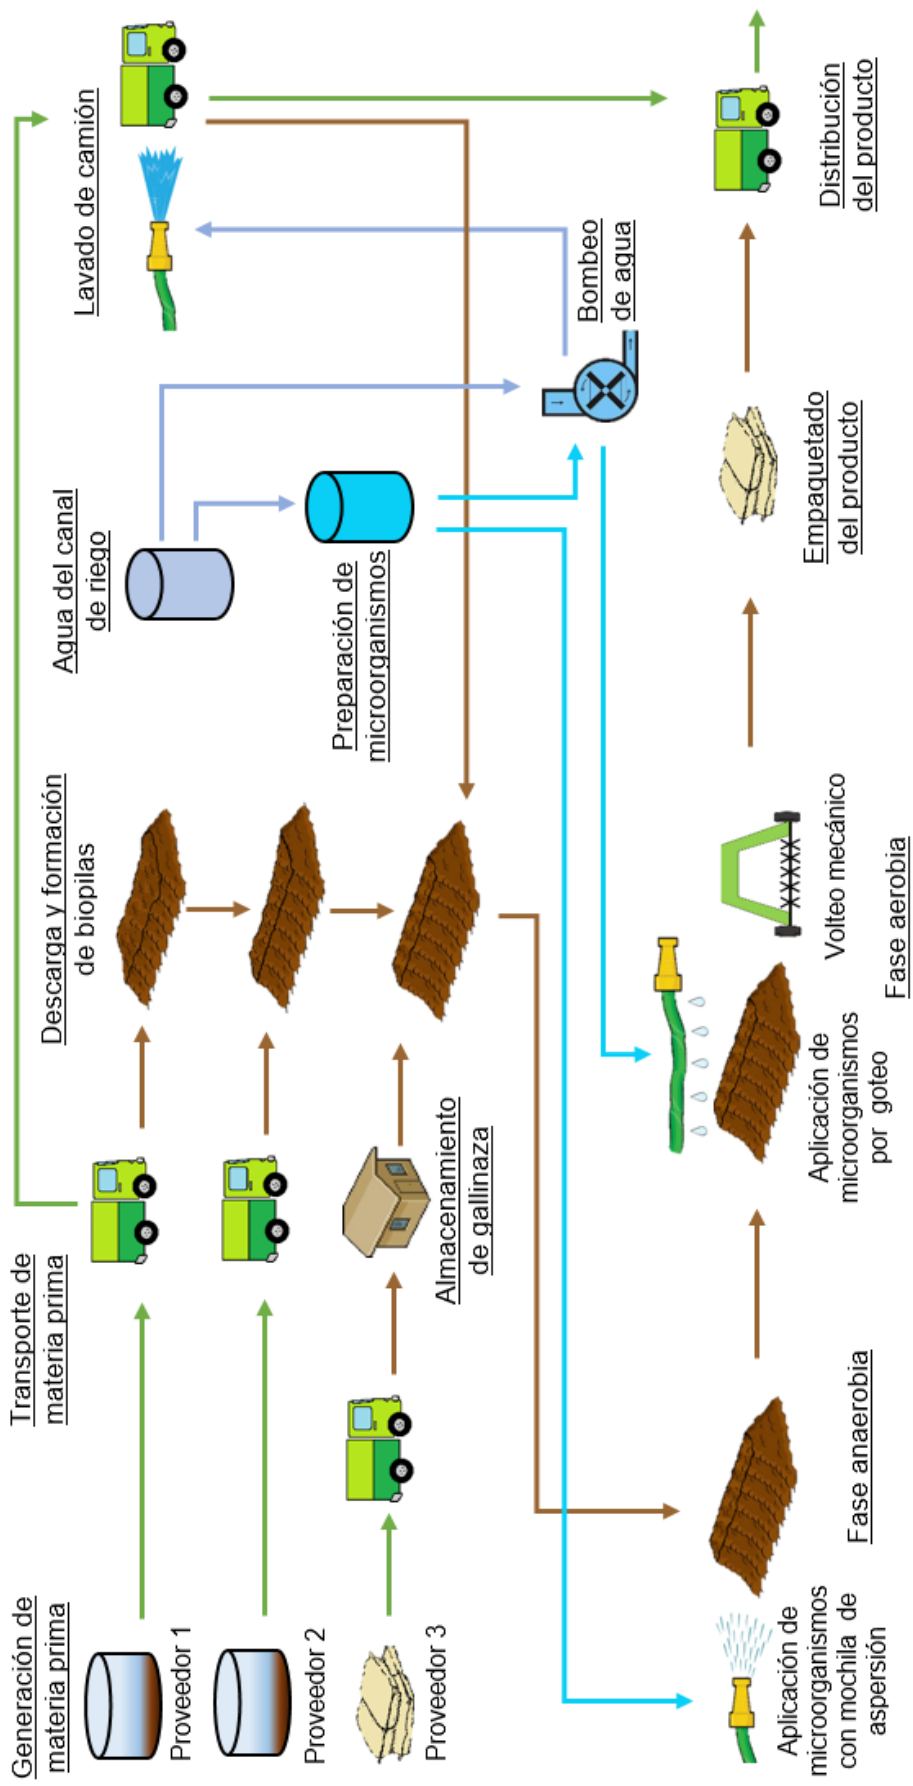 Generación de
materia prima
Transporte de
materia prima
Descarga y formación
de biopilas
Agua del canal
de riego
Lavado de camión
Proveedor 1
Proveedor 2
Proveedor 3
Almacenamiento
de gallinaza
Preparación de
microorganismos
Bombeo
de agua
Aplicación de
microorganismos
con mochila de
aspersión
Fase anaerobia
Aplicación de
microorganismos
por goteo
Volteo mecánico
Fase aerobia
Empaquetado
del producto
Distribución
del producto